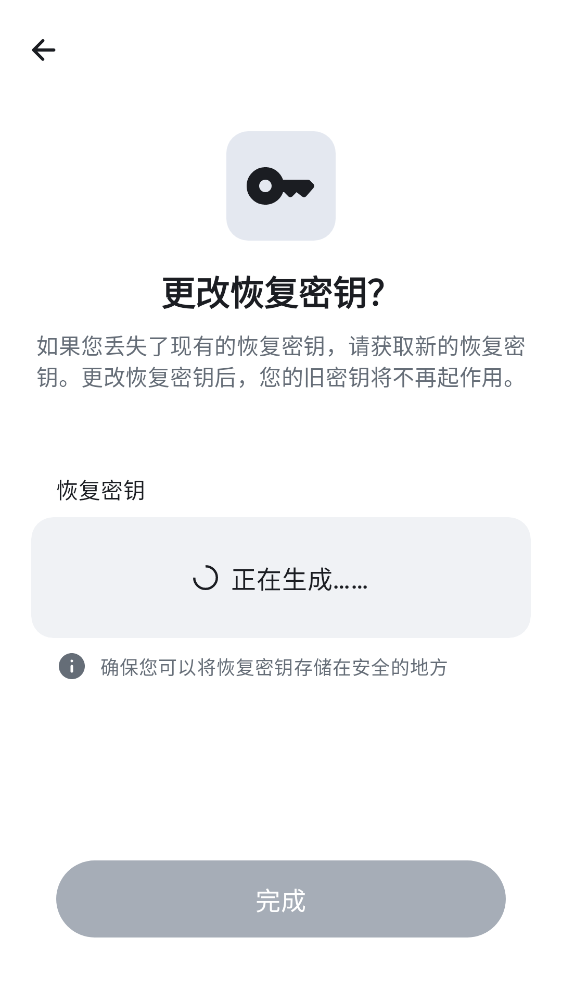 更改恢复密钥？
如果您丢失了现有的恢复密钥，请获取新的恢复密
钥。更改恢复密钥后，您的旧密钥将不再起作用。
恢复密钥
正在生成……
确保您可以将恢复密钥存储在安全的地方
完成